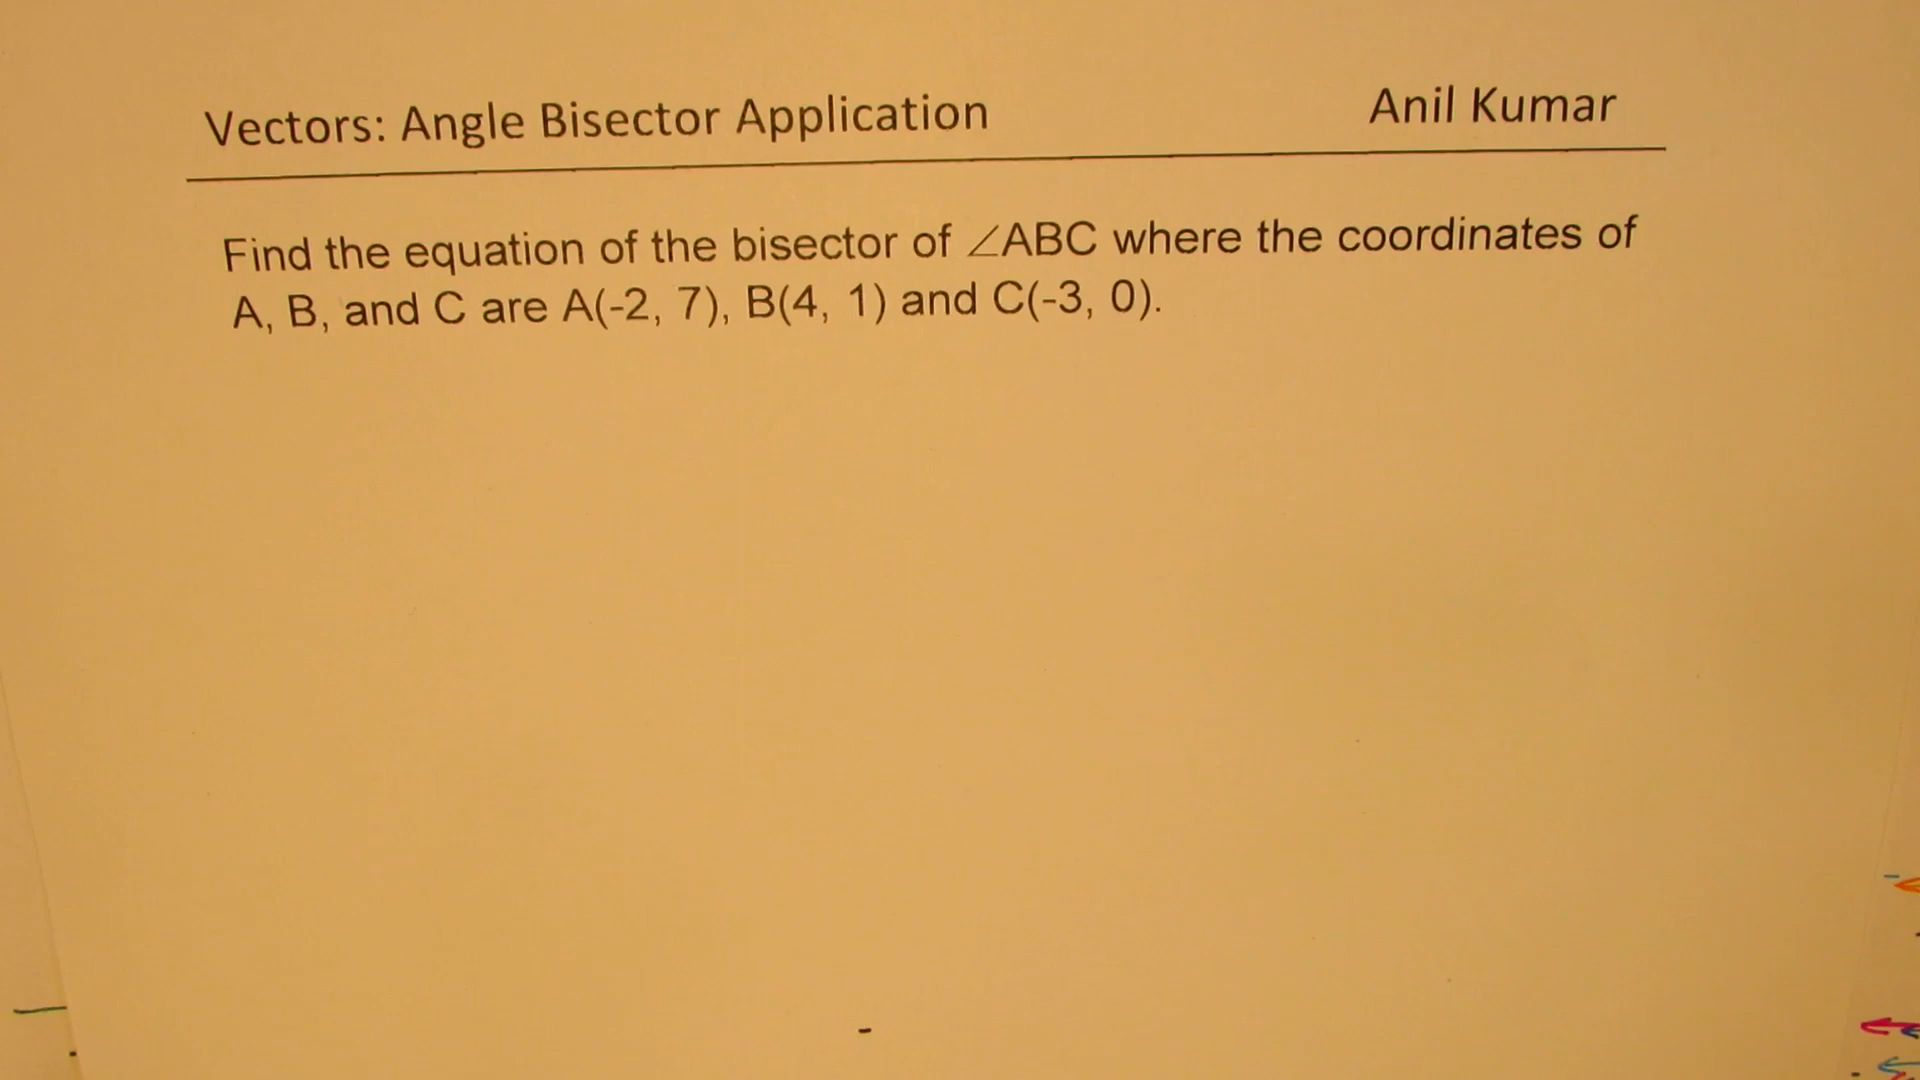 Vectors: Angle Bisector Application
Anil Kumar
Find the equation of the bisector of ∠ABC where the coordinates of
A, B, and C are A(-2, 7), B(4, 1) and C(-3, 0).